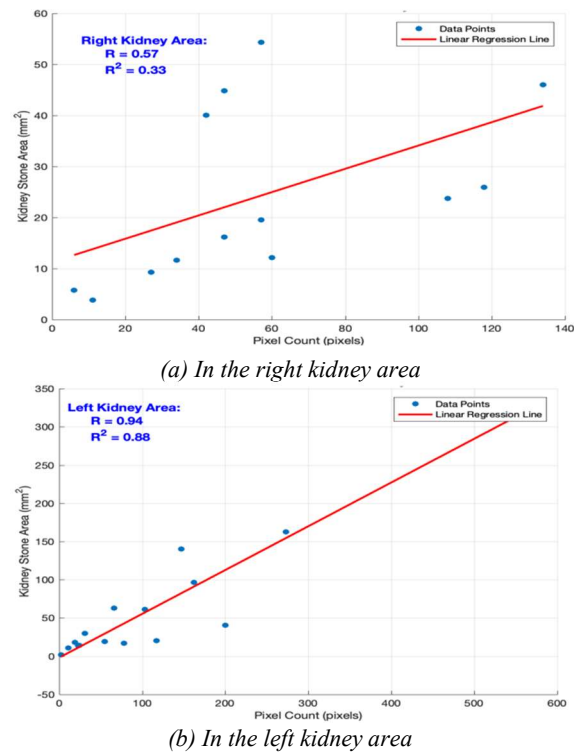 Right Kidney Area:
R = 0.57
R² = 0.33
Data Points
Linear Regression Line
Kidney Stone Area (mm²)
60
50
40
30
20
10
0
0 20 40 60 80 100 120 140
Pixel Count (pixels)
(a) In the right kidney area
Left Kidney Area:
R = 0.94
R² = 0.88
Data Points
Linear Regression Line
Kidney Stone Area (mm²)
350
300
250
200
150
100
50
0
-50
0 100 200 300 400 500 600
Pixel Count (pixels)
(b) In the left kidney area